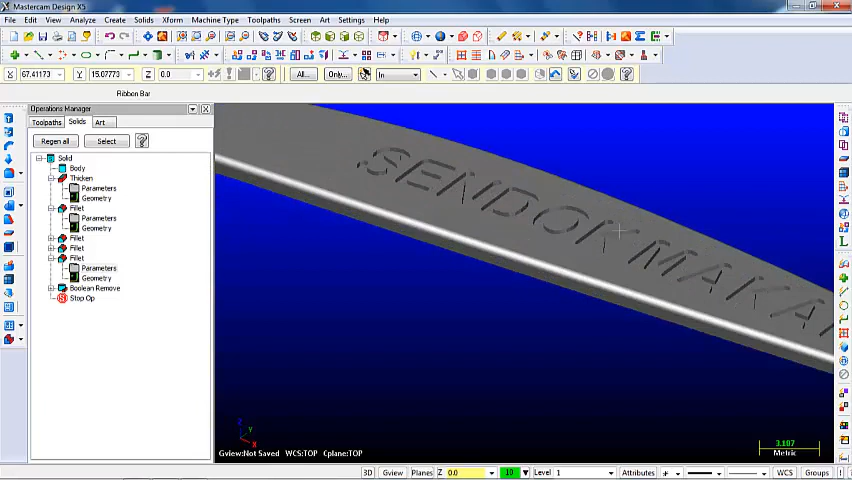 Mastercam Design X5
File Edit View Analyze Create Solids Xform Machine Type Toolpaths Screen Art Settings Help
X 67.41173 Y 15.07773 Z 0.0 All... Only... In
Ribbon Bar
Operations Manager
Toolpaths Solids Art
Regen all Select
Solid
Body
Thicken
Parameters
Geometry
Fillet
Parameters
Geometry
Fillet
Fillet
Fillet
Parameters
Geometry
Boolean Remove
Stop Op
SENDOK MAKA
Z
Y
X
Gview:Not Saved WCS:TOP Cplane:TOP
3.187
Metric
3D Gview Planes Z 0.0 10 Level 1 Attributes WCS Groups